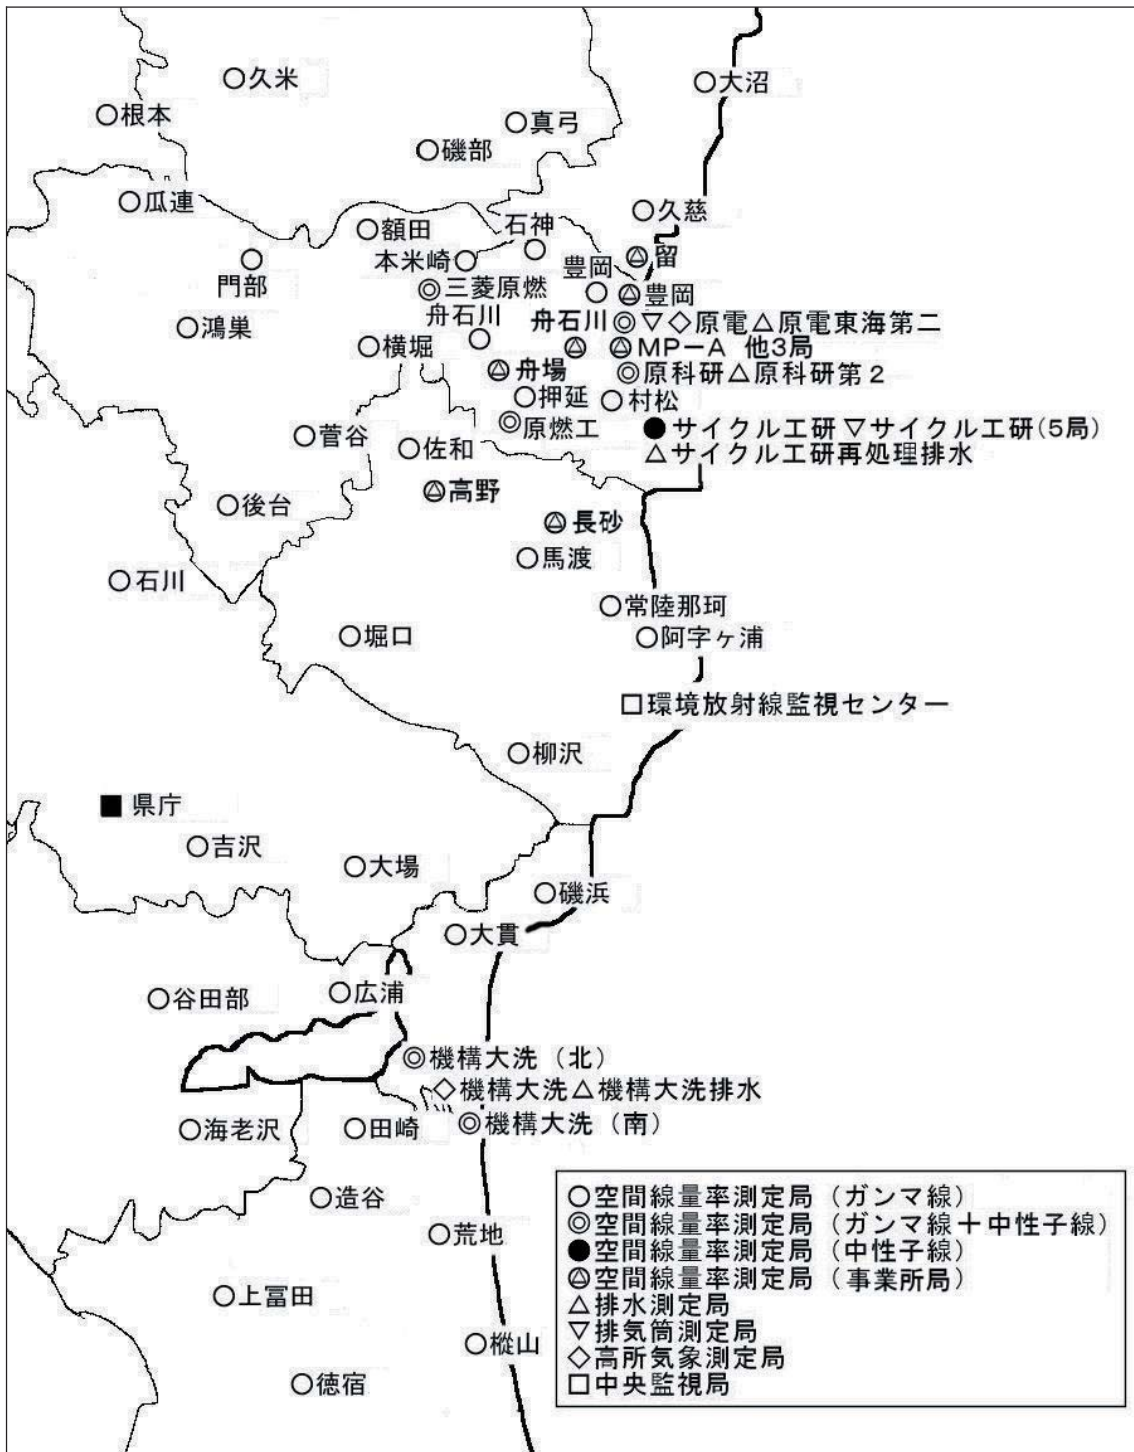 ○久米
○大沼
○根本
○真弓
○磯部
○瓜連
○久慈
○額田
石神
○
本米崎○
◬留
○
門部
豊岡
○
◎三菱原燃
◬豊岡
○鴻巣
舟石川
○
舟石川
◬
◎▽◇原電△原電東海第二
○横堀
◬MP－A 他3局
◬舟場
◎原科研△原科研第2
○押延
○村松
◎原燃工
○菅谷
○佐和
●サイクル工研▽サイクル工研(5局)
△サイクル工研再処理排水
◬高野
○後台
◬長砂
○馬渡
○石川
○常陸那珂
○堀口
○阿字ヶ浦
□環境放射線監視センター
○柳沢
■県庁
○吉沢
○大場
○磯浜
○大貫
○谷田部
○広浦
◎機構大洗（北）
◇機構大洗△機構大洗排水
○海老沢
○田崎
◎機構大洗（南）
○造谷
○荒地
○上冨田
○樅山
○徳宿
○空間線量率測定局（ガンマ線）
◎空間線量率測定局（ガンマ線＋中性子線）
●空間線量率測定局（中性子線）
◬空間線量率測定局（事業所局）
△排水測定局
▽排気筒測定局
◇高所気象測定局
□中央監視局